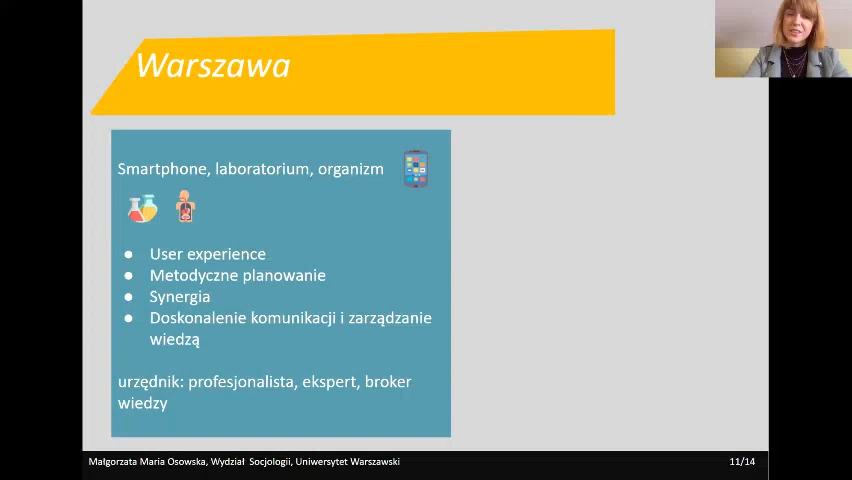 Warszawa
Smartphone, laboratorium, organizm
● User experience
● Metodyczne planowanie
● Synergia
● Doskonalenie komunikacji i zarządzanie
wiedzą
urzędnik: profesjonalista, ekspert, broker
wiedzy
Małgorzata Maria Osowska, Wydział Socjologii, Uniwersytet Warszawski
11/14